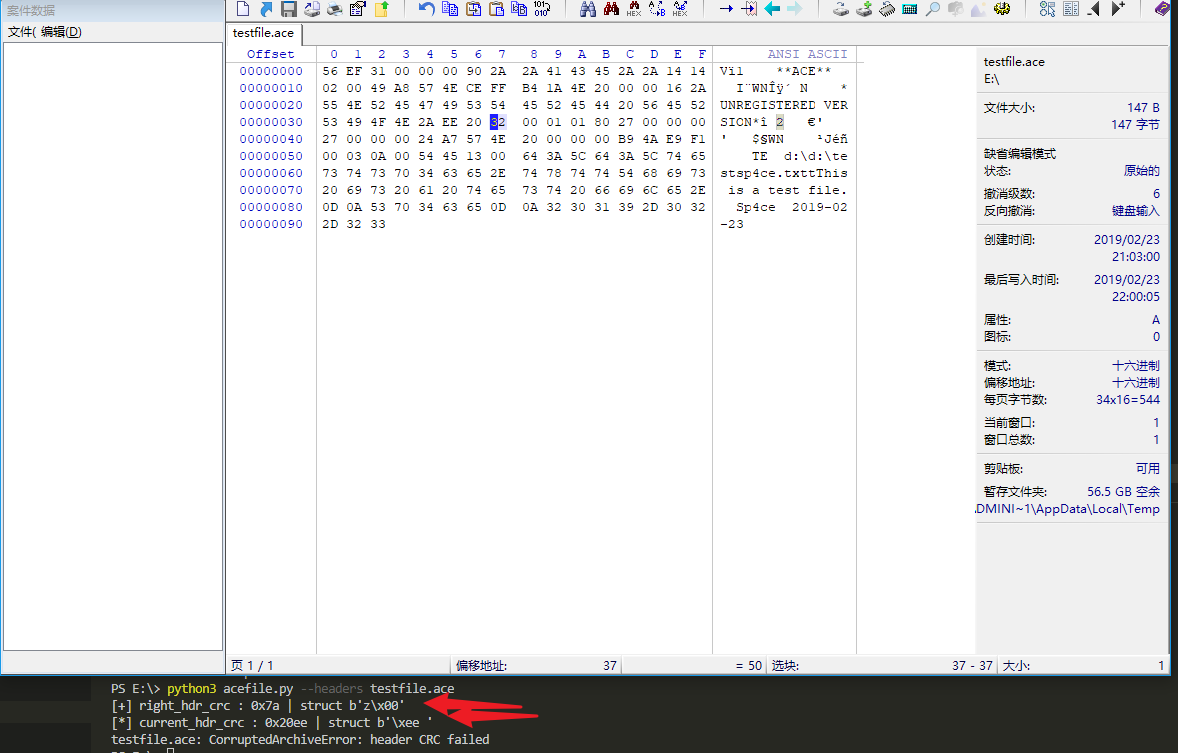 案件数据
文件( 编辑(D)
testfile.ace
Offset 0 1 2 3 4 5 6 7 8 9 A B C D E F ANSI ASCII
00000000 56 EF 31 00 00 00 90 2A 2A 41 43 45 2A 2A 14 14 Vï1 **ACE**
00000010 02 00 49 A8 57 4E CE FF B4 1A 4E 20 00 00 16 2A I¨WNÎÿ´ N *
00000020 55 4E 52 45 47 49 53 54 45 52 45 44 20 56 45 52 UNREGISTERED VER
00000030 53 49 4F 4E 2A EE 20 32 00 01 01 80 27 00 00 00 SION*î 2 €'
00000040 27 00 00 00 24 A7 57 4E 20 00 00 00 B9 4A E9 F1 ' $§WN ¹Jéñ
00000050 00 03 0A 00 54 45 13 00 64 3A 5C 64 3A 5C 74 65 TE d:\d:\te
00000060 73 74 73 70 34 63 65 2E 74 78 74 74 54 68 69 73 stsp4ce.txttThis
00000070 20 69 73 20 61 20 74 65 73 74 20 66 69 6C 65 2E is a test file.
00000080 0D 0A 53 70 34 63 65 0D 0A 32 30 31 39 2D 30 32 Sp4ce 2019-02
00000090 2D 32 33 -23
testfile.ace
E:\
文件大小: 147 B
147 字节
缺省编辑模式
状态: 原始的
撤消级数: 6
反向撤消: 键盘输入
创建时间: 2019/02/23
21:03:00
最后写入时间: 2019/02/23
22:00:05
属性: A
图标: 0
模式: 十六进制
偏移地址: 十六进制
每页字节数: 34x16=544
当前窗口: 1
窗口总数: 1
剪贴板: 可用
暂存文件夹: 56.5 GB 空余
DMINI~1\AppData\Local\Temp
页 1 / 1 偏移地址: 37 = 50 选块: 37 - 37 大小: 1
PS E:\> python3 acefile.py --headers testfile.ace
[+] right_hdr_crc : 0x7a | struct b'z\x00'
[*] current_hdr_crc : 0x20ee | struct b'\xee '
testfile.ace: CorruptedArchiveError: header CRC failed